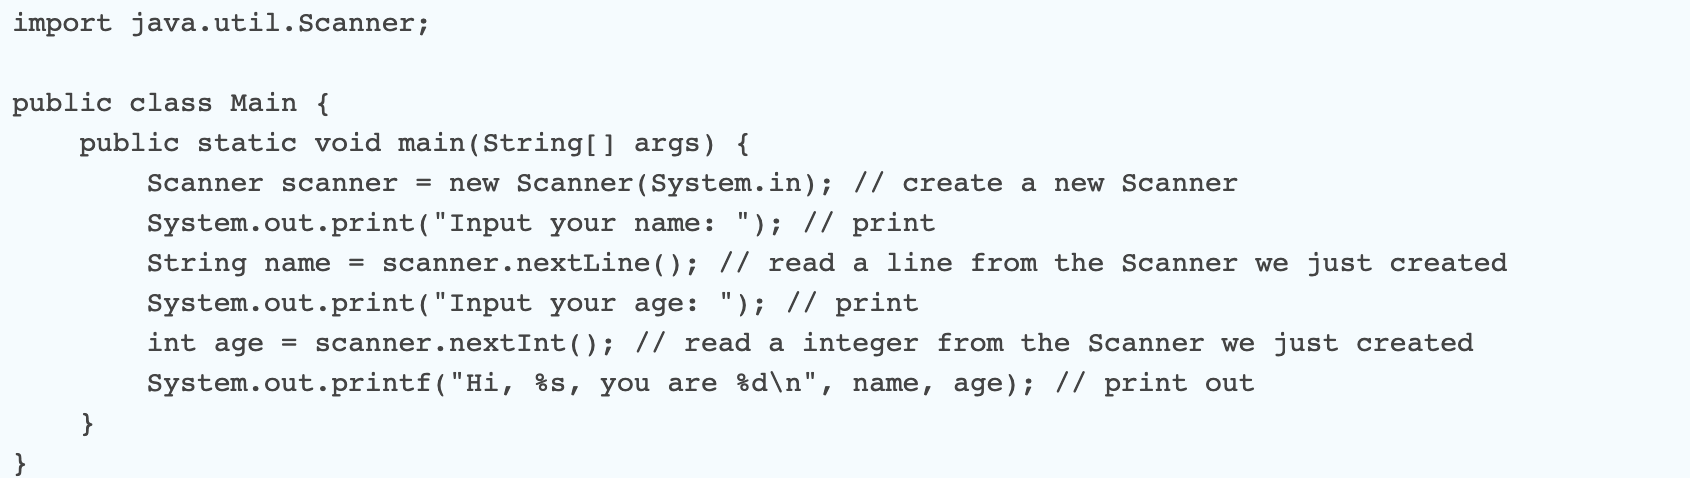 import java.util.Scanner;

public class Main {
    public static void main(String[] args) {
        Scanner scanner = new Scanner(System.in); // create a new Scanner
        System.out.print("Input your name: "); // print
        String name = scanner.nextLine(); // read a line from the Scanner we just created
        System.out.print("Input your age: "); // print
        int age = scanner.nextInt(); // read a integer from the Scanner we just created
        System.out.printf("Hi, %s, you are %d\n", name, age); // print out
    }
}